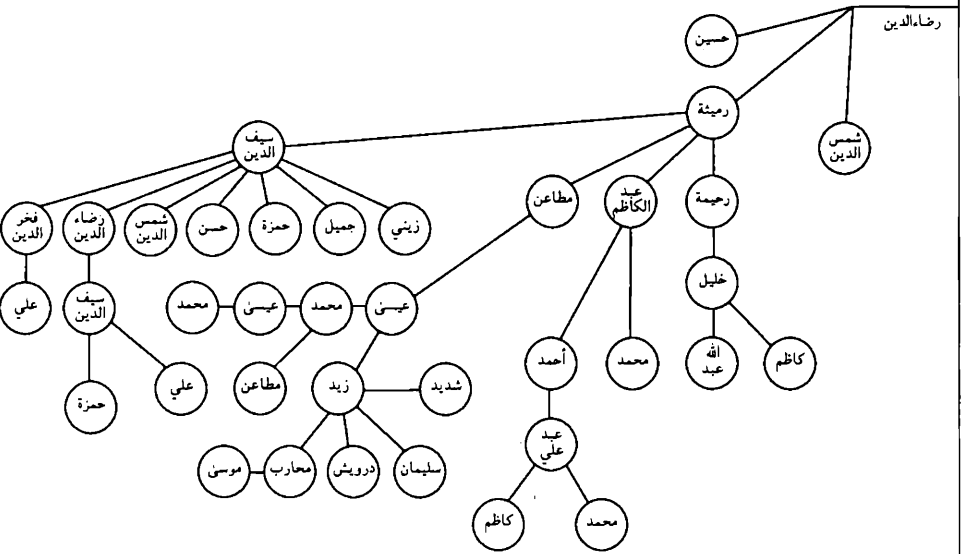 رضاءالدين
حسين
رميثة
شمس
الدين
سيف
الدين
مطاعن
عبد
الكاظم
رحيمة
زيني
جميل
حمزة
حسن
شمس
الدين
رضاء
الدين
فخر
الدين
خليل
عيسىٰ
محمد
عيسىٰ
محمد
سيف
الدين
علي
كاظم
الله
عبد
محمد
أحمد
شديد
زيد
مطاعن
علي
حمزة
عبد
علي
سليمان
درويش
محارب
موسىٰ
محمد
كاظم